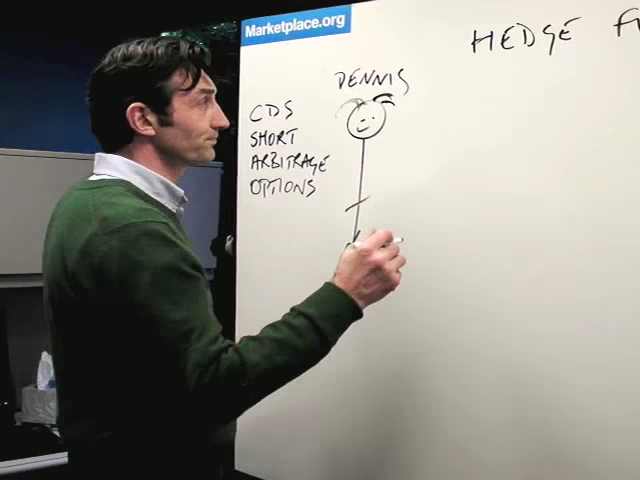 Marketplace.org
HEDGE
DENNIS
CDS
SHORT
ARBITRAGE
OPTIONS